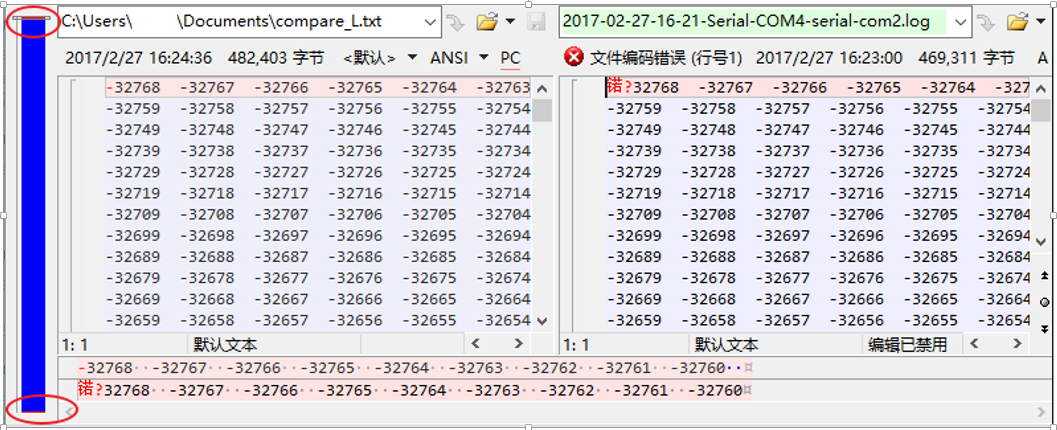 C:\Users\ \Documents\compare_L.txt
2017/2/27 16:24:36 482,403 字节 <默认> ANSI PC
-32768 -32767 -32766 -32765 -32764 -32763
-32759 -32758 -32757 -32756 -32755 -32754
-32749 -32748 -32747 -32746 -32745 -32744
-32739 -32738 -32737 -32736 -32735 -32734
-32729 -32728 -32727 -32726 -32725 -32724
-32719 -32718 -32717 -32716 -32715 -32714
-32709 -32708 -32707 -32706 -32705 -32704
-32699 -32698 -32697 -32696 -32695 -32694
-32689 -32688 -32687 -32686 -32685 -32684
-32679 -32678 -32677 -32676 -32675 -32674
-32669 -32668 -32667 -32666 -32665 -32664
-32659 -32658 -32657 -32656 -32655 -32654
1: 1 默认文本
2017-02-27-16-21-Serial-COM4-serial-com2.log
文件编码错误 (行号1) 2017/2/27 16:23:00 469,311 字节 A
锘?32768 -32767 -32766 -32765 -32764 -327
-32759 -32758 -32757 -32756 -32755 -32754
-32749 -32748 -32747 -32746 -32745 -32744
-32739 -32738 -32737 -32736 -32735 -32734
-32729 -32728 -32727 -32726 -32725 -32724
-32719 -32718 -32717 -32716 -32715 -32714
-32709 -32708 -32707 -32706 -32705 -32704
-32699 -32698 -32697 -32696 -32695 -32694
-32689 -32688 -32687 -32686 -32685 -32684
-32679 -32678 -32677 -32676 -32675 -32674
-32669 -32668 -32667 -32666 -32665 -32664
-32659 -32658 -32657 -32656 -32655 -32654
1: 1 默认文本 编辑已禁用
-32768··-32767··-32766··-32765··-32764··-32763··-32762··-32761··-32760··¤
锘?32768··-32767··-32766··-32765··-32764··-32763··-32762··-32761··-32760¤